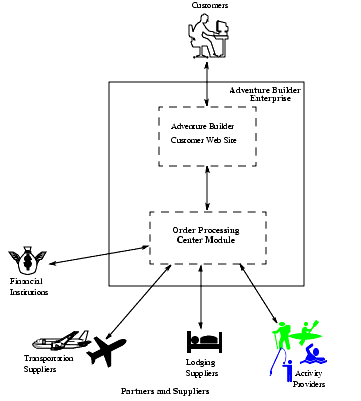 Customers
Adventure Builder
Enterprise
Adventure Builder
Customer Web Site
Order Processing
Center Module
Financial
Institutions
Transportation
Suppliers
Lodging
Suppliers
Activity
Providers
Partners and Suppliers